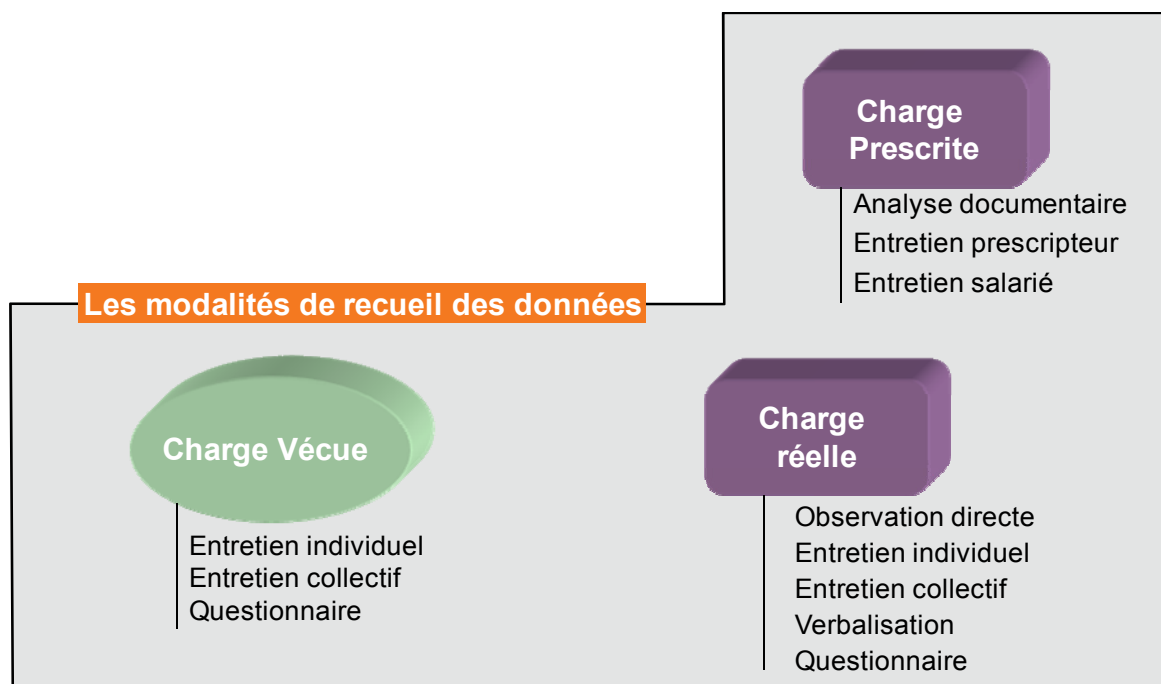 Charge
Prescrite
Analyse documentaire
Entretien prescripteur
Entretien salarié
Les modalités de recueil des données
Charge Vécue
Entretien individuel
Entretien collectif
Questionnaire
Charge
réelle
Observation directe
Entretien individuel
Entretien collectif
Verbalisation
Questionnaire